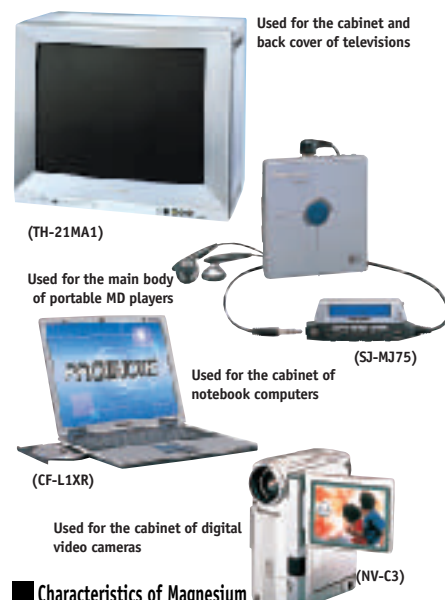 Used for the cabinet and
back cover of televisions
(TH-21MA1)
Used for the main body
of portable MD players
(SJ-MJ75)
Used for the cabinet of
notebook computers
(CF-L1XR)
Used for the cabinet of digital
video cameras
(NV-C3)
Characteristics of Magnesium